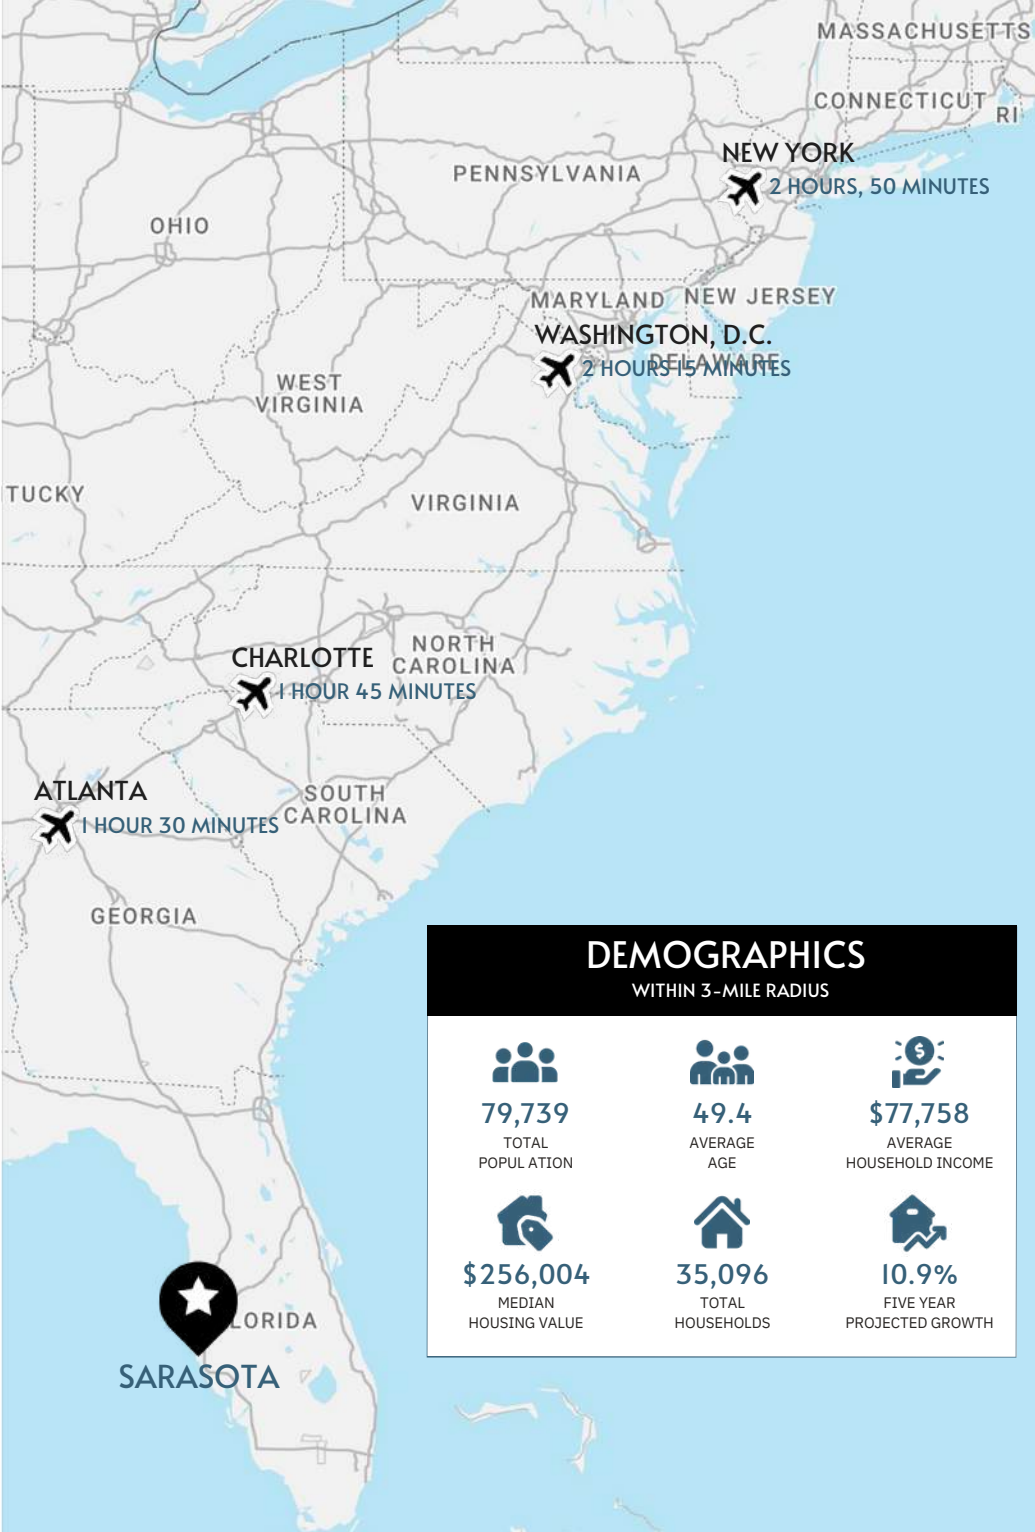 MASSACHUSETTS
CONNECTICUT
RI
NEW YORK
PENNSYLVANIA
2 HOURS, 50 MINUTES
OHIO
MARYLAND
NEW JERSEY
WASHINGTON, D.C.
DELAWARE
2 HOURS 15 MINUTES
WEST
VIRGINIA
TUCKY
VIRGINIA
NORTH
CAROLINA
CHARLOTTE
1 HOUR 45 MINUTES
ATLANTA
SOUTH
CAROLINA
1 HOUR 30 MINUTES
GEORGIA
DEMOGRAPHICS
WITHIN 3-MILE RADIUS
79,739
TOTAL
POPUL ATION
49.4
AVERAGE
AGE
$77,758
AVERAGE
HOUSEHOLD INCOME
$256,004
MEDIAN
HOUSING VALUE
35,096
TOTAL
HOUSEHOLDS
10.9%
FIVE YEAR
PROJECTED GROWTH
LORIDA
SARASOTA